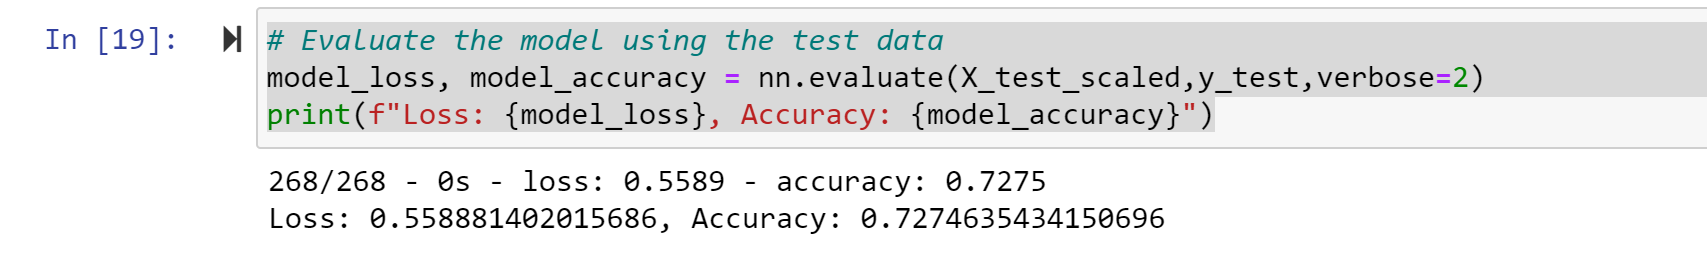 In [19]:
# Evaluate the model using the test data
model_loss, model_accuracy = nn.evaluate(X_test_scaled,y_test,verbose=2)
print(f"Loss: {model_loss}, Accuracy: {model_accuracy}")
268/268 - 0s - loss: 0.5589 - accuracy: 0.7275
Loss: 0.558881402015686, Accuracy: 0.7274635434150696